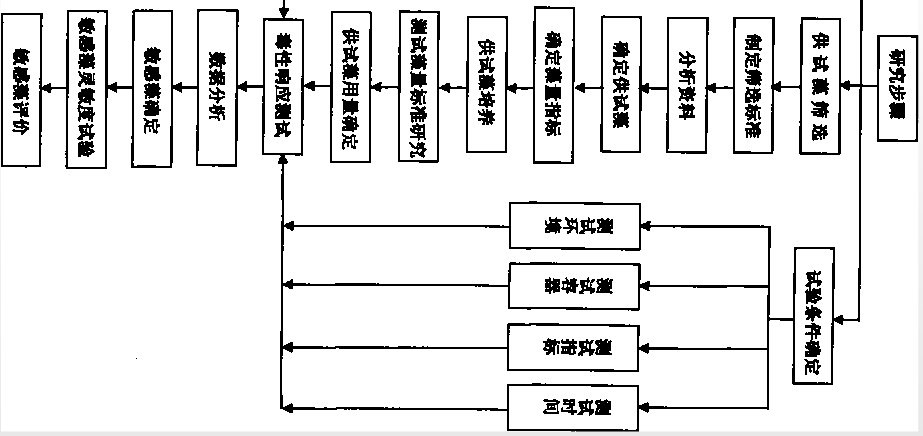 研究步骤
供试藻筛选
制定筛选标准
分析资料
确定供试藻
确定藻量指标
供试藻培养
测试藻量标准研究
供试藻用量确定
毒性响应测试
数据分析
敏感藻确定
敏感藻灵敏度试验
敏感藻评价
试验条件确定
测试环境
测试容器
测试指标
测试时间